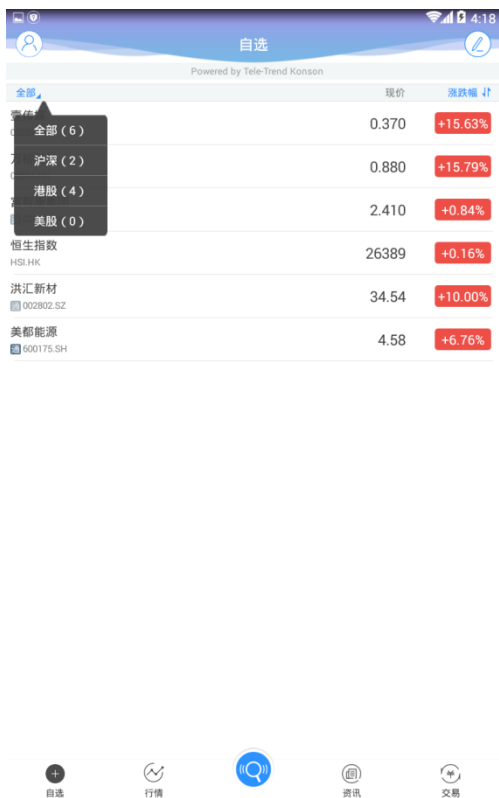 4:18
自选
Powered by Tele-Trend Konson
全部 现价 涨跌幅
全部(6)
沪深(2)
港股(4)
美股(0)
0.370 +15.63%
0.880 +15.79%
2.410 +0.84%
恒生指数
HSI.HK
26389 +0.16%
洪汇新材
002802.SZ
34.54 +10.00%
美都能源
通 600175.SH
4.58 +6.76%
自选 行情 资讯 交易